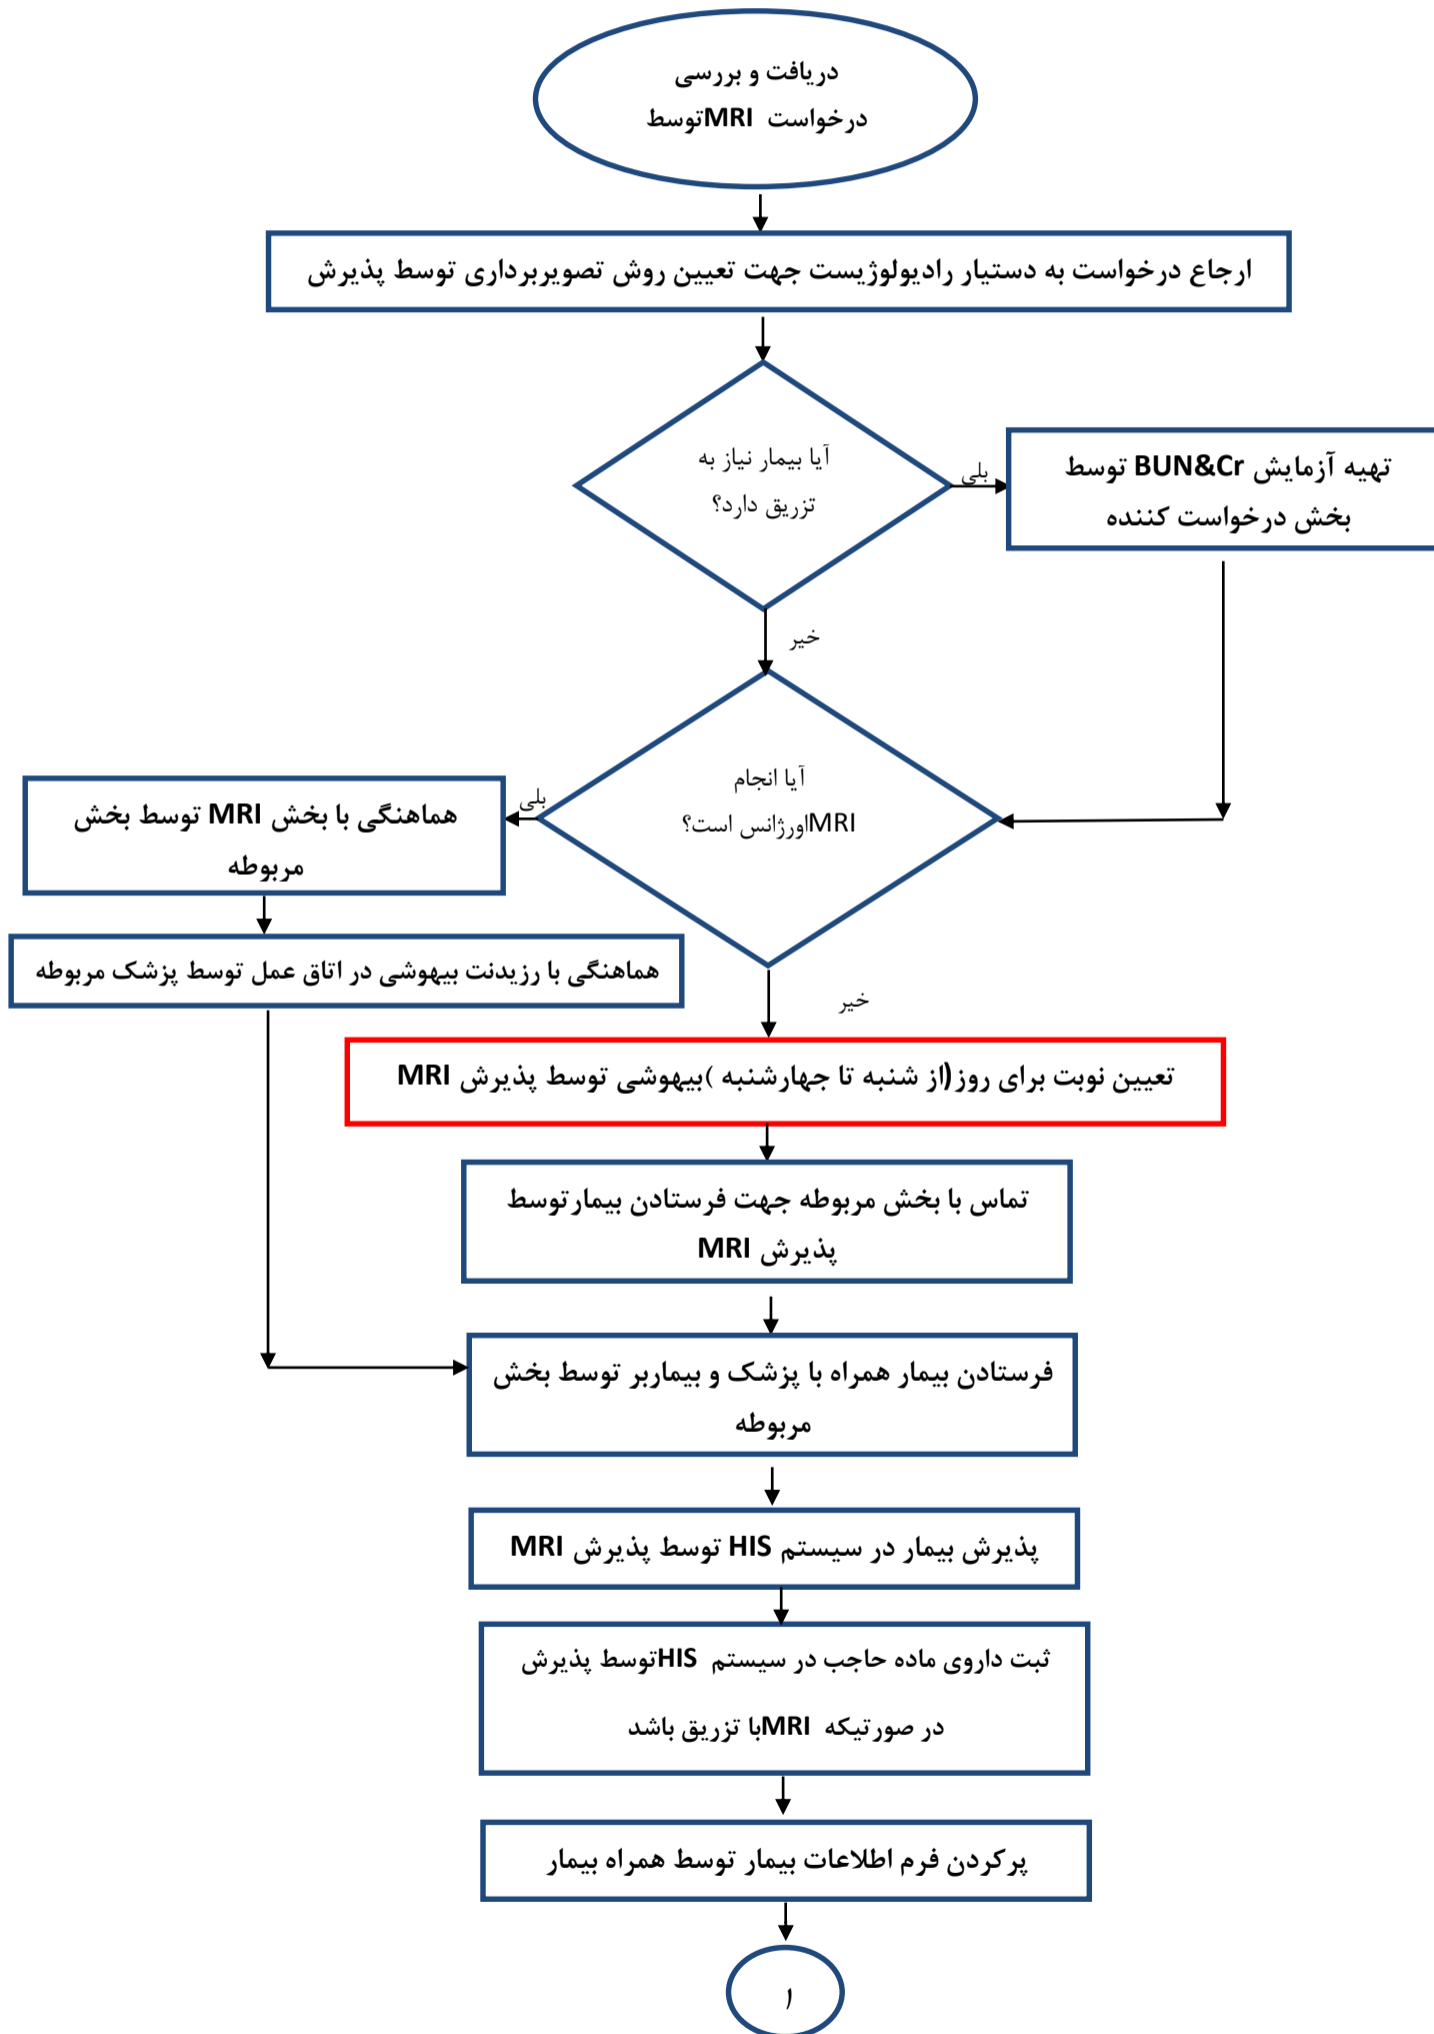 دریافت و بررسی
درخواست MRIتوسط
ارجاع درخواست به دستیار رادیولوژیست جهت تعیین روش تصویربرداری توسط پذیرش
آیا بیمار نیاز به
تزریق دارد؟
بلی
تهیه آزمایش BUN&Cr توسط
بخش درخواست کننده
خیر
آیا انجام
MRIاورژانس است؟
بلی
هماهنگی با بخش MRI توسط بخش
مربوطه
هماهنگی با رزیدنت بیهوشی در اتاق عمل توسط پزشک مربوطه
خیر
تعیین نوبت برای روز(از شنبه تا جهارشنبه )بیهوشی توسط پذیرش MRI
تماس با بخش مربوطه جهت فرستادن بیمارتوسط
پذیرش MRI
فرستادن بیمار همراه با پزشک و بیماربر توسط بخش
مربوطه
پذیرش بیمار در سیستم HIS توسط پذیرش MRI
ثبت داروی ماده حاجب در سیستم HISتوسط پذیرش
در صورتیکه MRIبا تزریق باشد
پرکردن فرم اطلاعات بیمار توسط همراه بیمار
۱